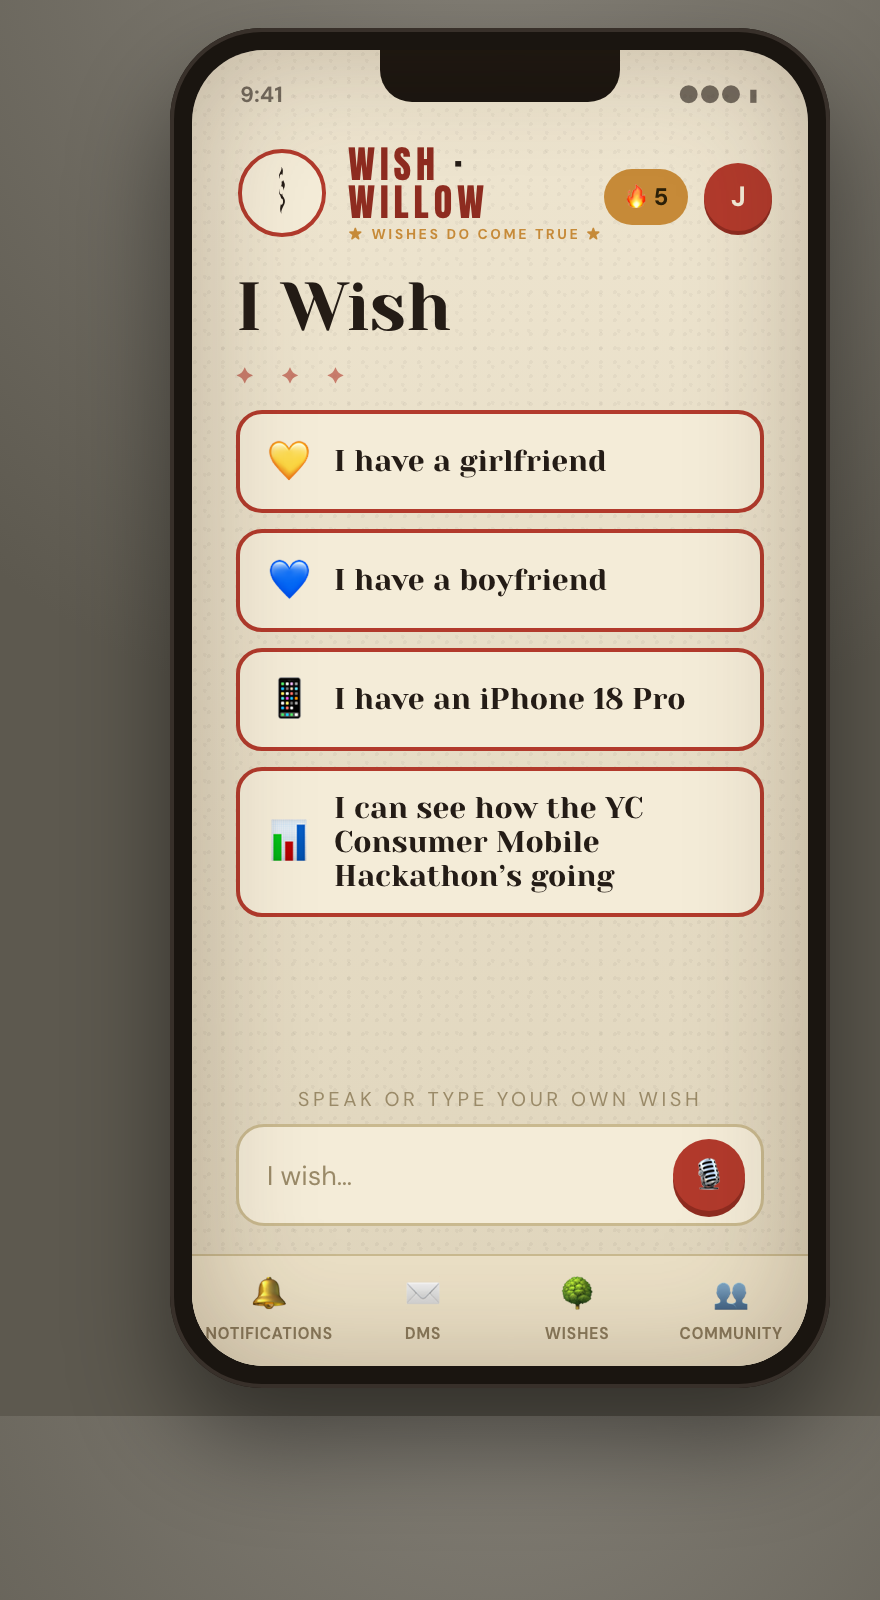 9:41
WISH ·
WILLOW
★ WISHES DO COME TRUE ★
🔥 5
J
I Wish
✦ ✦ ✦
💛 I have a girlfriend
💙 I have a boyfriend
📱 I have an iPhone 18 Pro
📊 I can see how the YC
Consumer Mobile
Hackathon’s going
SPEAK OR TYPE YOUR OWN WISH
I wish...
NOTIFICATIONS
DMS
WISHES
COMMUNITY